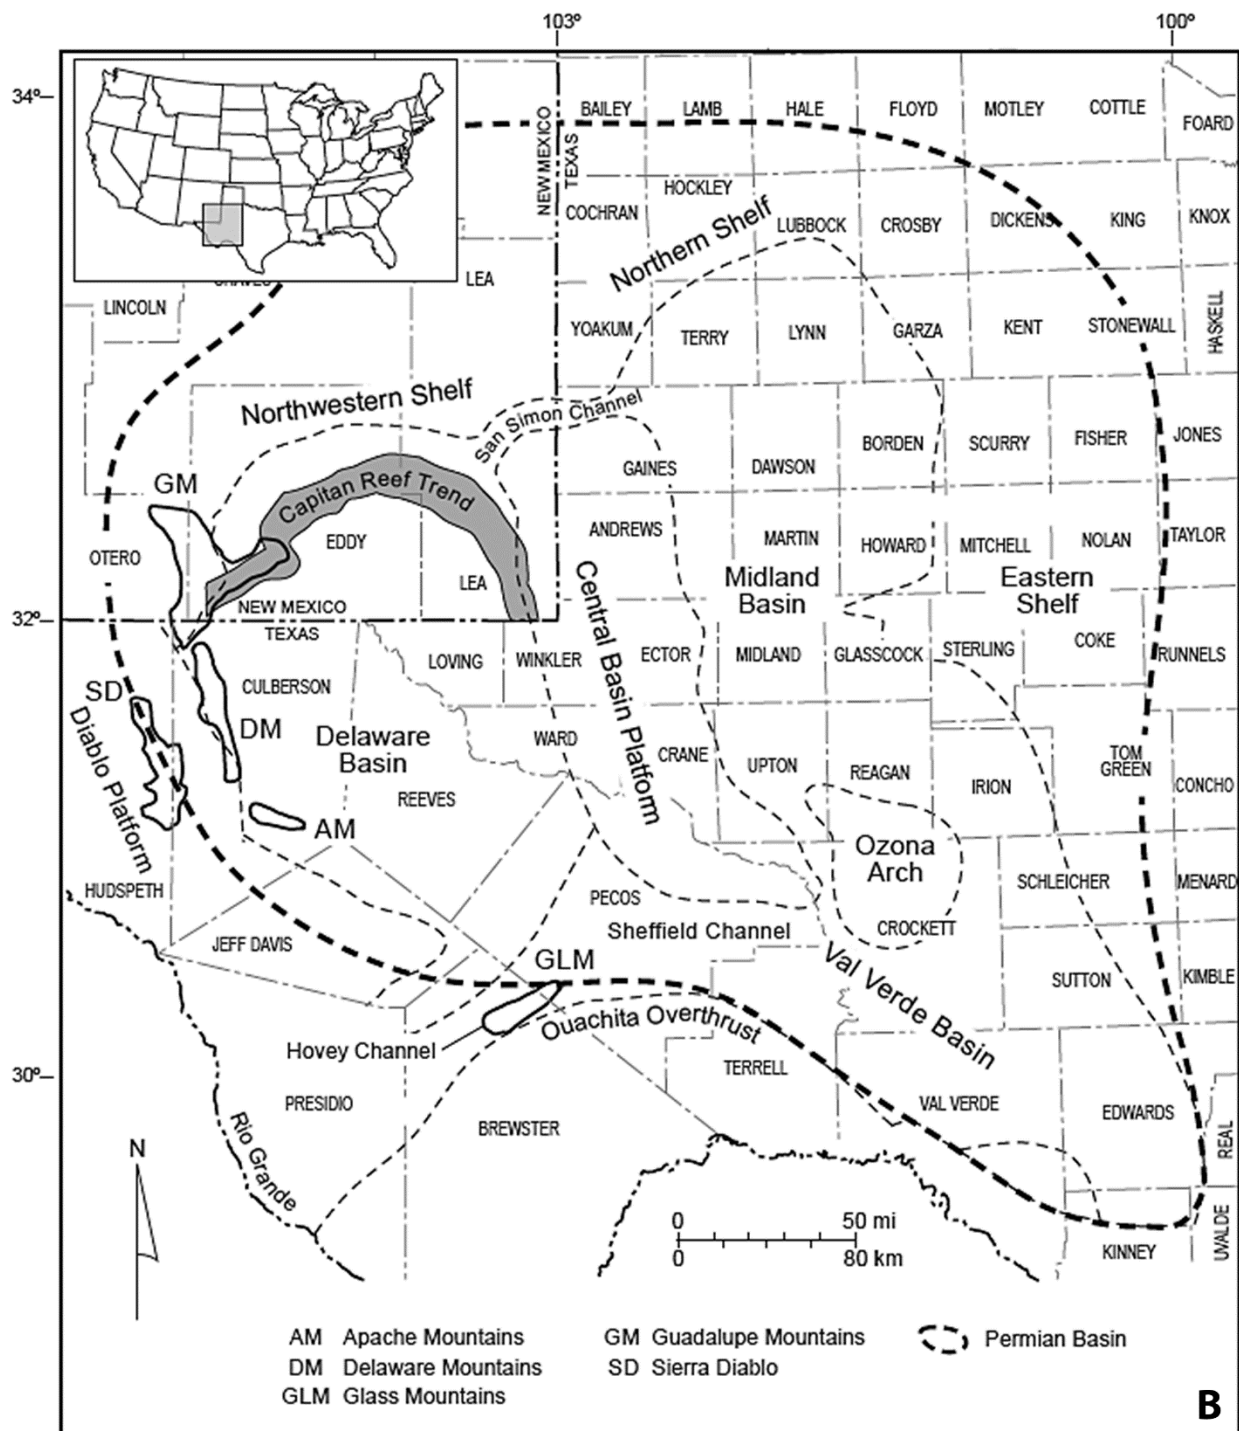 103º
100º
34º
32º
30º
NEW MEXICO
TEXAS
BAILEY
LAMB
HALE
FLOYD
MOTLEY
COTTLE
FOARD
HOCKLEY
COCHRAN
Northern Shelf
LUBBOCK
CROSBY
DICKENS
KING
KNOX
LEA
LINCOLN
YOAKUM
TERRY
LYNN
GARZA
KENT
STONEWALL
HASKELL
Northwestern Shelf
San Simon Channel
GM
Capitan Reef Trend
GAINES
DAWSON
BORDEN
SCURRY
FISHER
JONES
OTERO
EDDY
LEA
ANDREWS
MARTIN
HOWARD
MITCHELL
NOLAN
TAYLOR
Midland
Basin
Eastern
Shelf
Central Basin Platform
NEW MEXICO
TEXAS
LOVING
WINKLER
ECTOR
MIDLAND
GLASSCOCK
STERLING
COKE
RUNNELS
SD
CULBERSON
DM
Diablo Platform
Delaware
Basin
WARD
CRANE
UPTON
REAGAN
IRION
TOM
GREEN
CONCHO
REEVES
AM
Ozona
Arch
HUDSPETH
PECOS
SCHLEICHER
MENARD
JEFF DAVIS
Sheffield Channel
CROCKETT
GLM
Val Verde Basin
SUTTON
KIMBLE
Hovey Channel
Ouachita Overthrust
TERRELL
PRESIDIO
BREWSTER
VAL VERDE
EDWARDS
REAL
Rio Grande
N
0
50 mi
0
80 km
KINNEY
UVALDE
AM Apache Mountains
DM Delaware Mountains
GLM Glass Mountains
GM Guadalupe Mountains
SD Sierra Diablo
Permian Basin
B